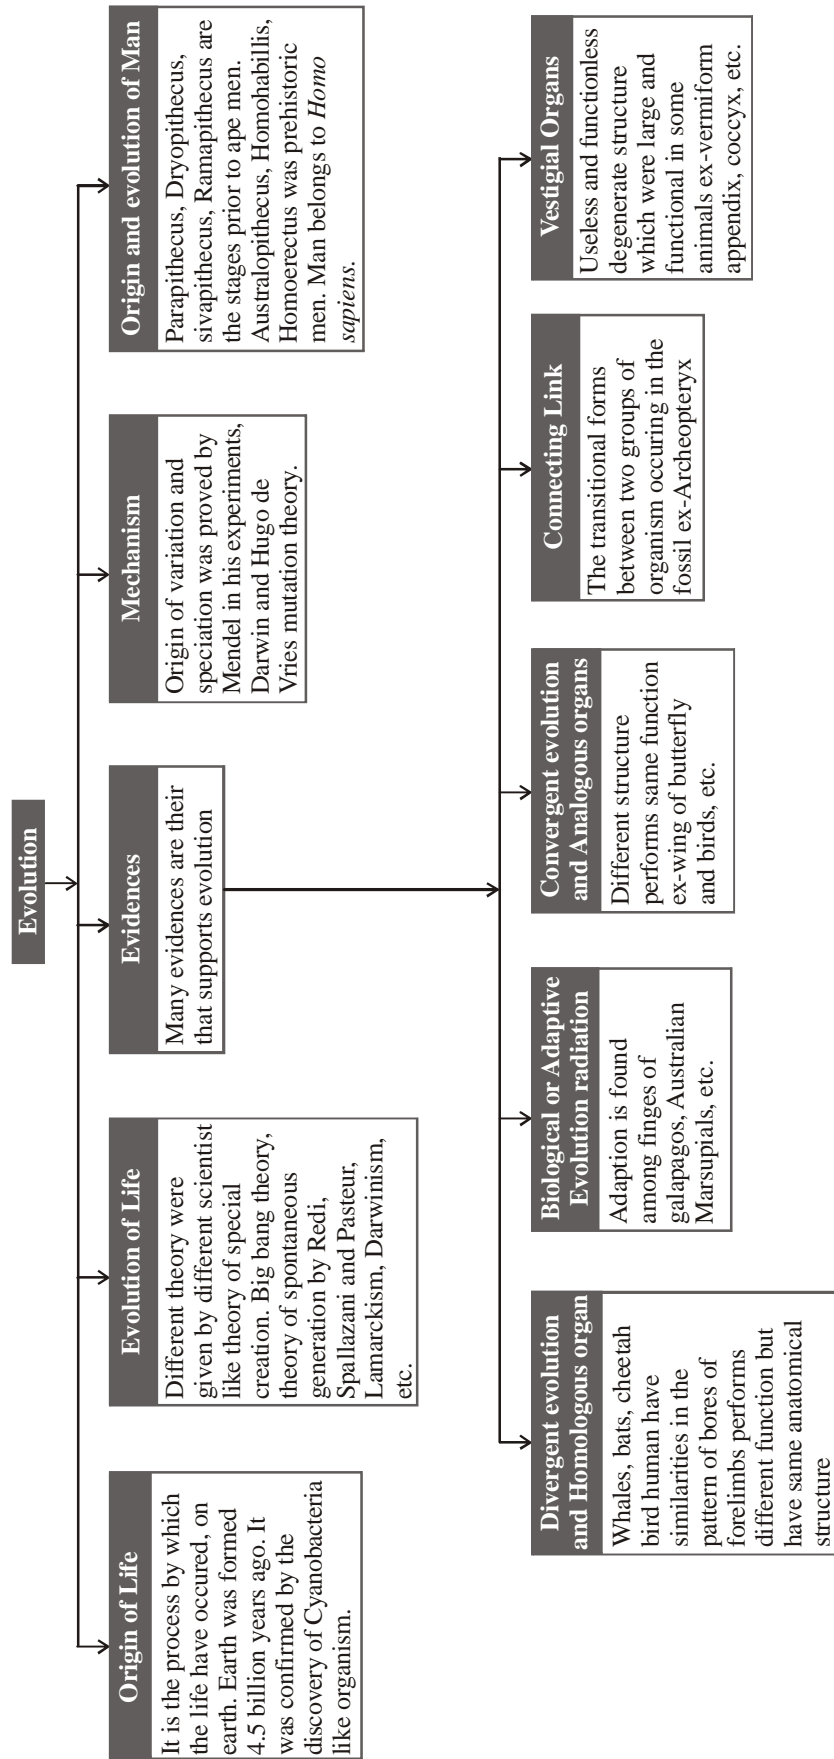 Evolution
Origin of Life
It is the process by which
the life have occured, on
earth. Earth was formed
4.5 billion years ago. It
was confirmed by the
discovery of Cyanobacteria
like organism.
Evolution of Life
Different theory were
given by different scientist
like theory of special
creation. Big bang theory,
theory of spontaneous
generation by Redi,
Spallazani and Pasteur,
Lamarckism, Darwinism,
etc.
Evidences
Many evidences are their
that supports evolution
Mechanism
Origin of variation and
speciation was proved by
Mendel in his experiments,
Darwin and Hugo de
Vries mutation theory.
Origin and evolution of Man
Parapithecus, Dryopithecus,
sivapithecus, Ramapithecus are
the stages prior to ape men.
Australopithecus, Homohabillis,
Homoerectus was prehistoric
men. Man belongs to Homo
sapiens.
Divergent evolution
and Homologous organ
Whales, bats, cheetah
bird human have
similarities in the
pattern of bores of
forelimbs performs
different function but
have same anatomical
structure
Biological or Adaptive
Evolution radiation
Adaption is found
among finges of
galapagos, Australian
Marsupials, etc.
Convergent evolution
and Analogous organs
Different structure
performs same function
ex-wing of butterfly
and birds, etc.
Connecting Link
The transitional forms
between two groups of
organism occuring in the
fossil ex-Archeopteryx
Vestigial Organs
Useless and functionless
degenerate structure
which were large and
functional in some
animals ex-vermiform
appendix, coccyx, etc.